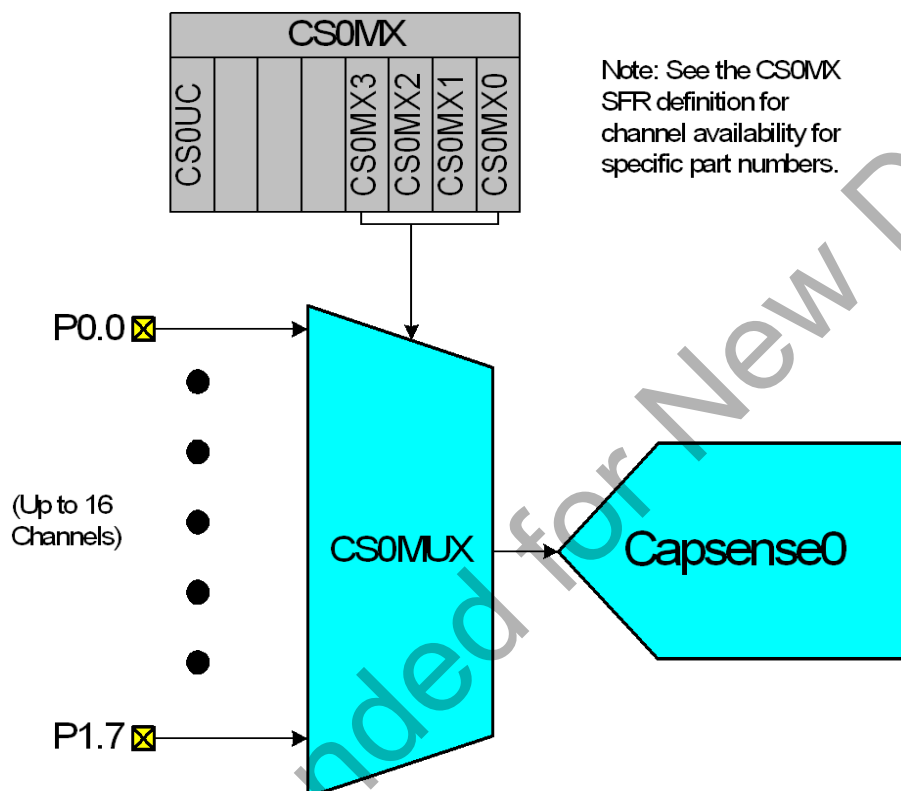 CS0MX
CS0UC
CS0MX3
CS0MX2
CS0MX1
CS0MX0
Note: See the CS0MX
SFR definition for
channel availability for
specific part numbers.
P0.0
(Up to 16
Channels)
CS0MUX
Capsense0
P1.7
nded for New D